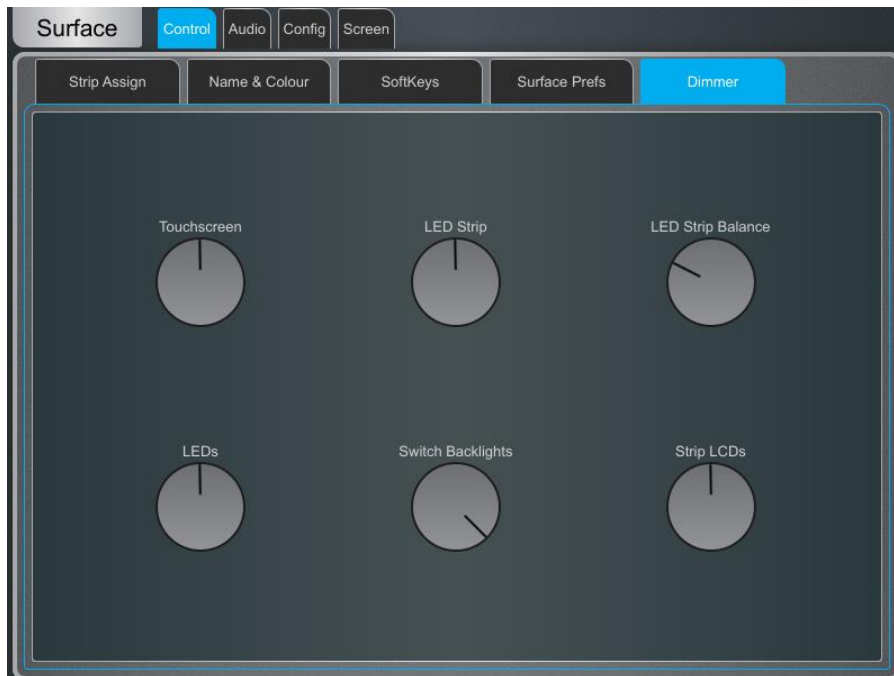 Surface Control Audio Config Screen
Strip Assign Name & Colour SoftKeys Surface Prefs Dimmer
Touchscreen LED Strip LED Strip Balance
LEDs Switch Backlights Strip LCDs